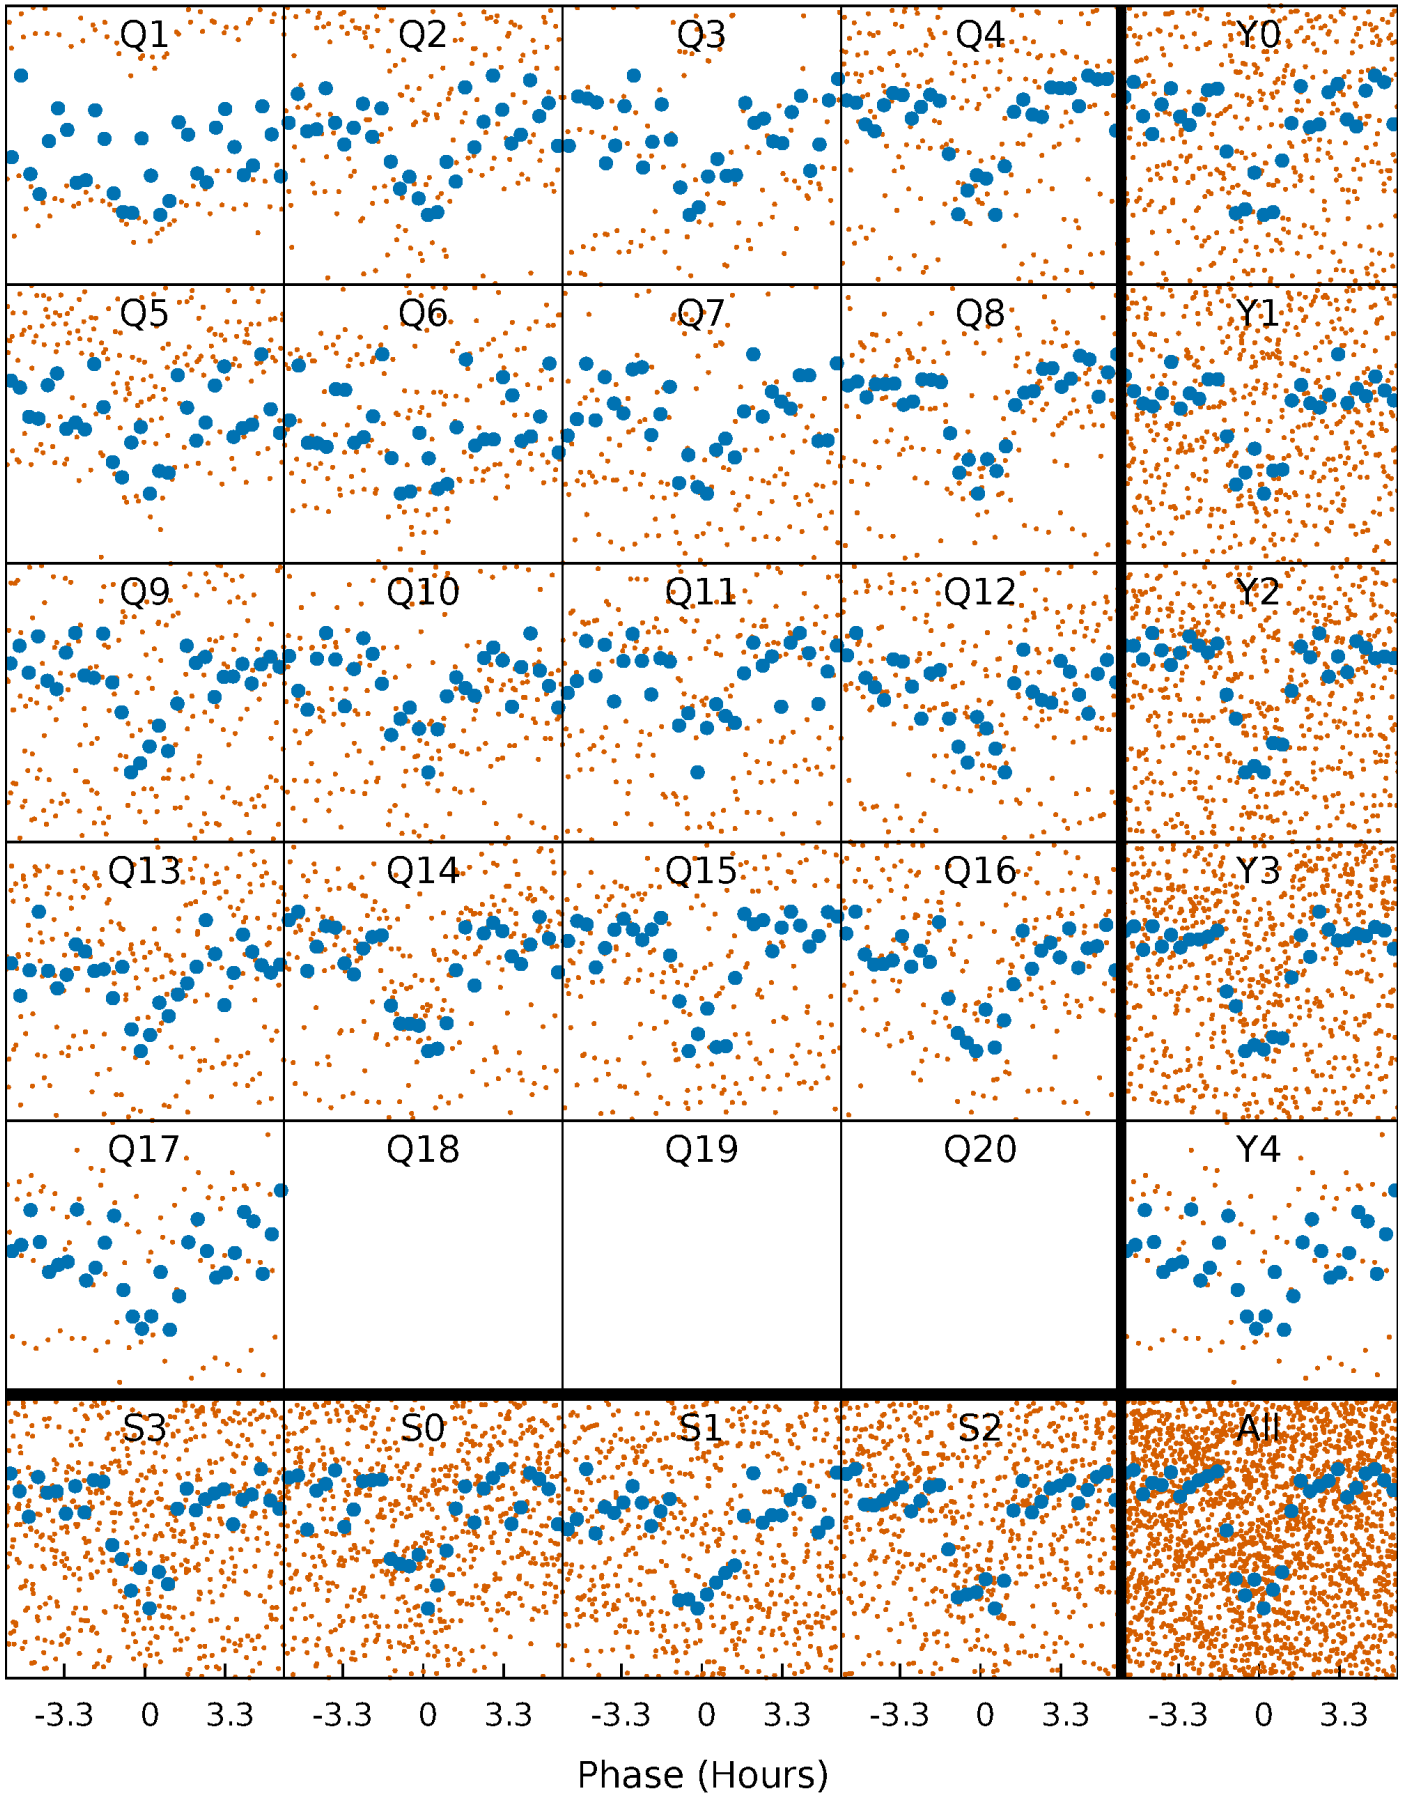 Q1 Q2 Q3 Q4 Y0
Q5 Q6 Q7 Q8 Y1
Q9 Q10 Q11 Q12 Y2
Q13 Q14 Q15 Q16 Y3
Q17 Q18 Q19 Q20 Y4
S3 S0 S1 S2 All
-3.3 0 3.3 -3.3 0 3.3 -3.3 0 3.3 -3.3 0 3.3 -3.3 0 3.3
Phase (Hours)